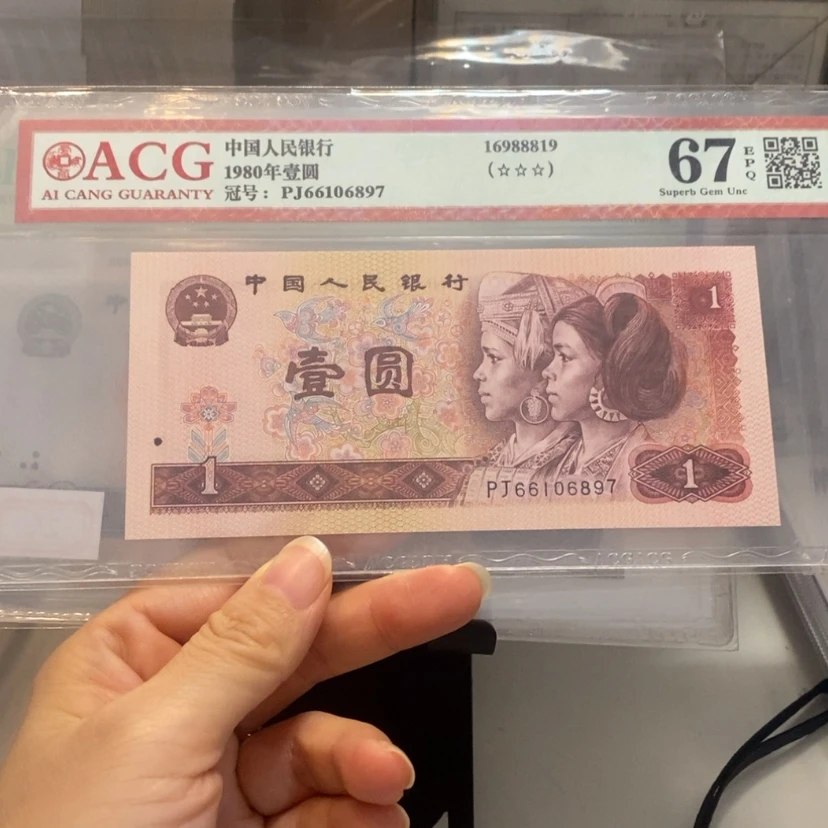 ACG
AI CANG GUARANTY
中国人民银行
1980年壹圆
冠号：PJ66106897
16988819
(☆☆☆)
67
EPQ
Superb Gem Unc
中国人民银行
1
壹圆
1
PJ66106897
1